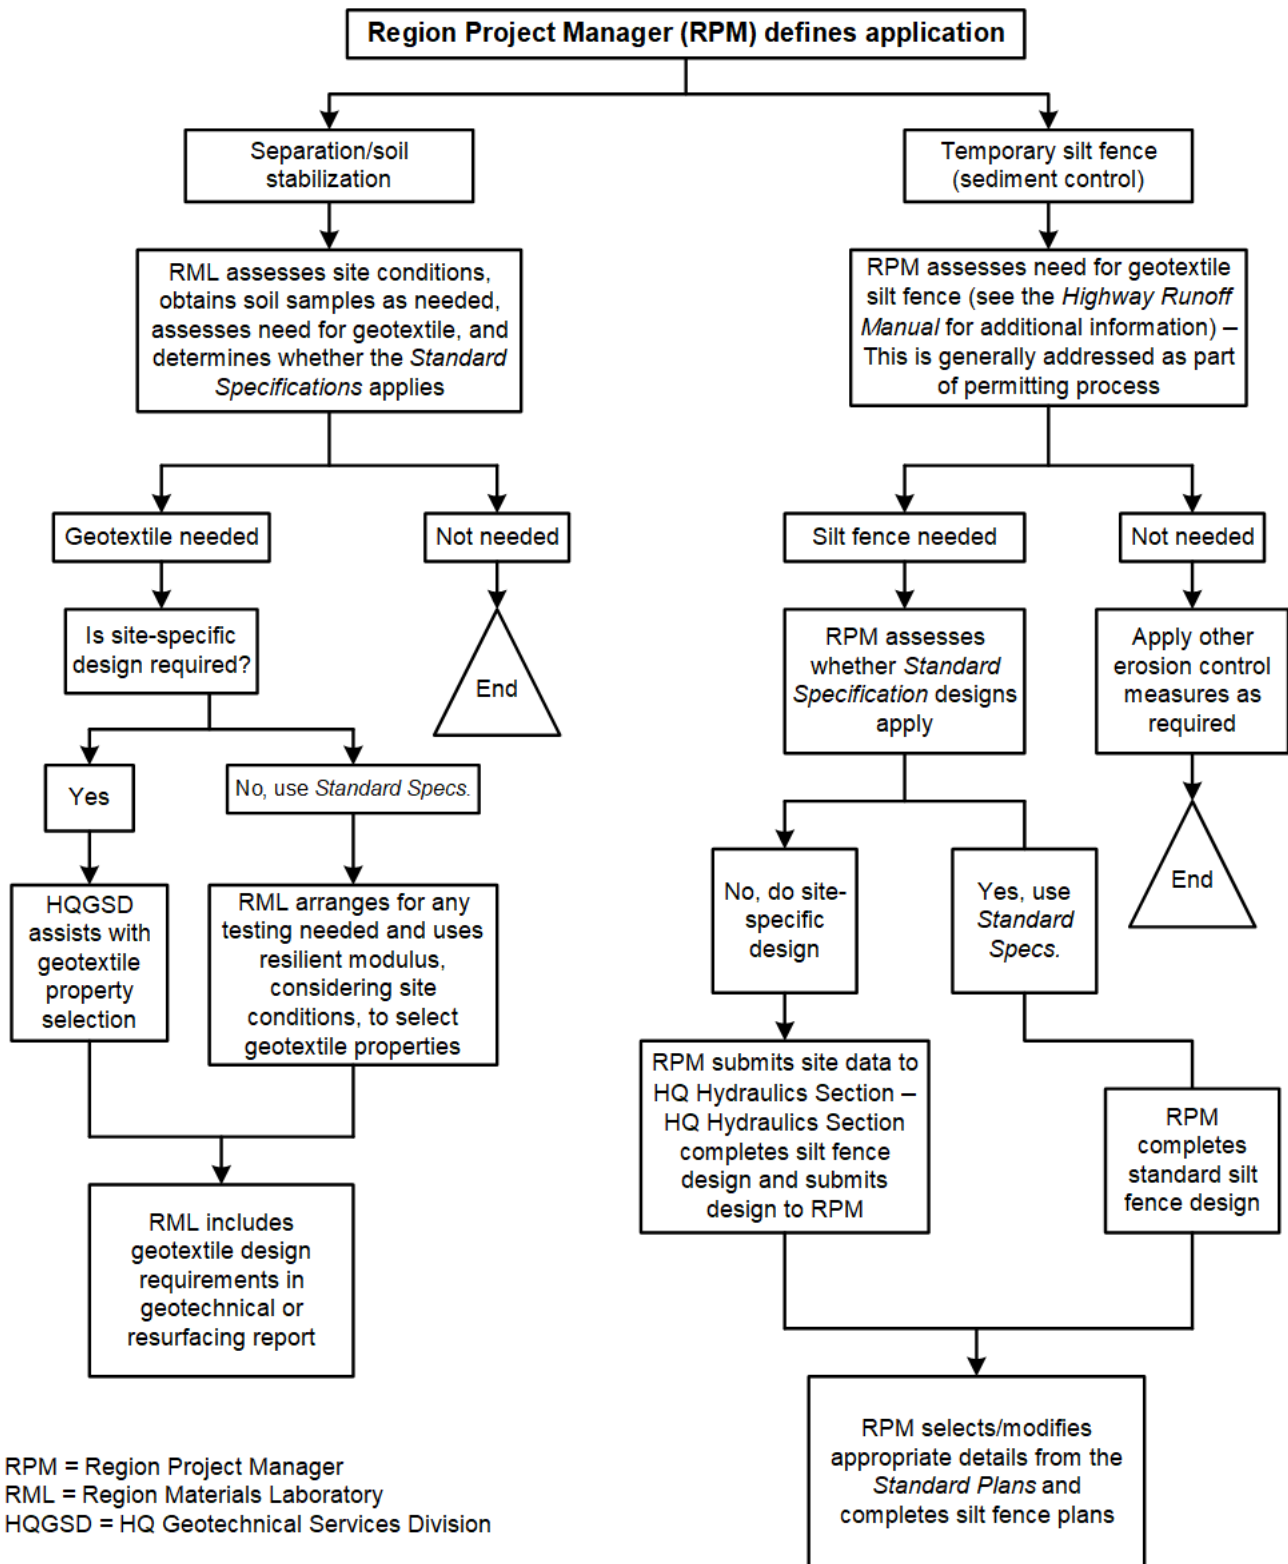 Region Project Manager (RPM) defines application
Separation/soil
stabilization
Temporary silt fence
(sediment control)
RML assesses site conditions,
obtains soil samples as needed,
assesses need for geotextile, and
determines whether the Standard
Specifications applies
RPM assesses need for geotextile
silt fence (see the Highway Runoff
Manual for additional information) –
This is generally addressed as part
of permitting process
Geotextile needed
Not needed
Silt fence needed
Not needed
Is site-specific
design required?
End
RPM assesses
whether Standard
Specification designs
apply
Apply other
erosion control
measures as
required
Yes
No, use Standard Specs.
No, do site-
specific
design
Yes, use
Standard
Specs.
End
HQGSD
assists with
geotextile
property
selection
RML arranges for any
testing needed and uses
resilient modulus,
considering site
conditions, to select
geotextile properties
RPM submits site data to
HQ Hydraulics Section –
HQ Hydraulics Section
completes silt fence
design and submits
design to RPM
RPM
completes
standard silt
fence design
RML includes
geotextile design
requirements in
geotechnical or
resurfacing report
RPM selects/modifies
appropriate details from the
Standard Plans and
completes silt fence plans
RPM = Region Project Manager
RML = Region Materials Laboratory
HQGSD = HQ Geotechnical Services Division